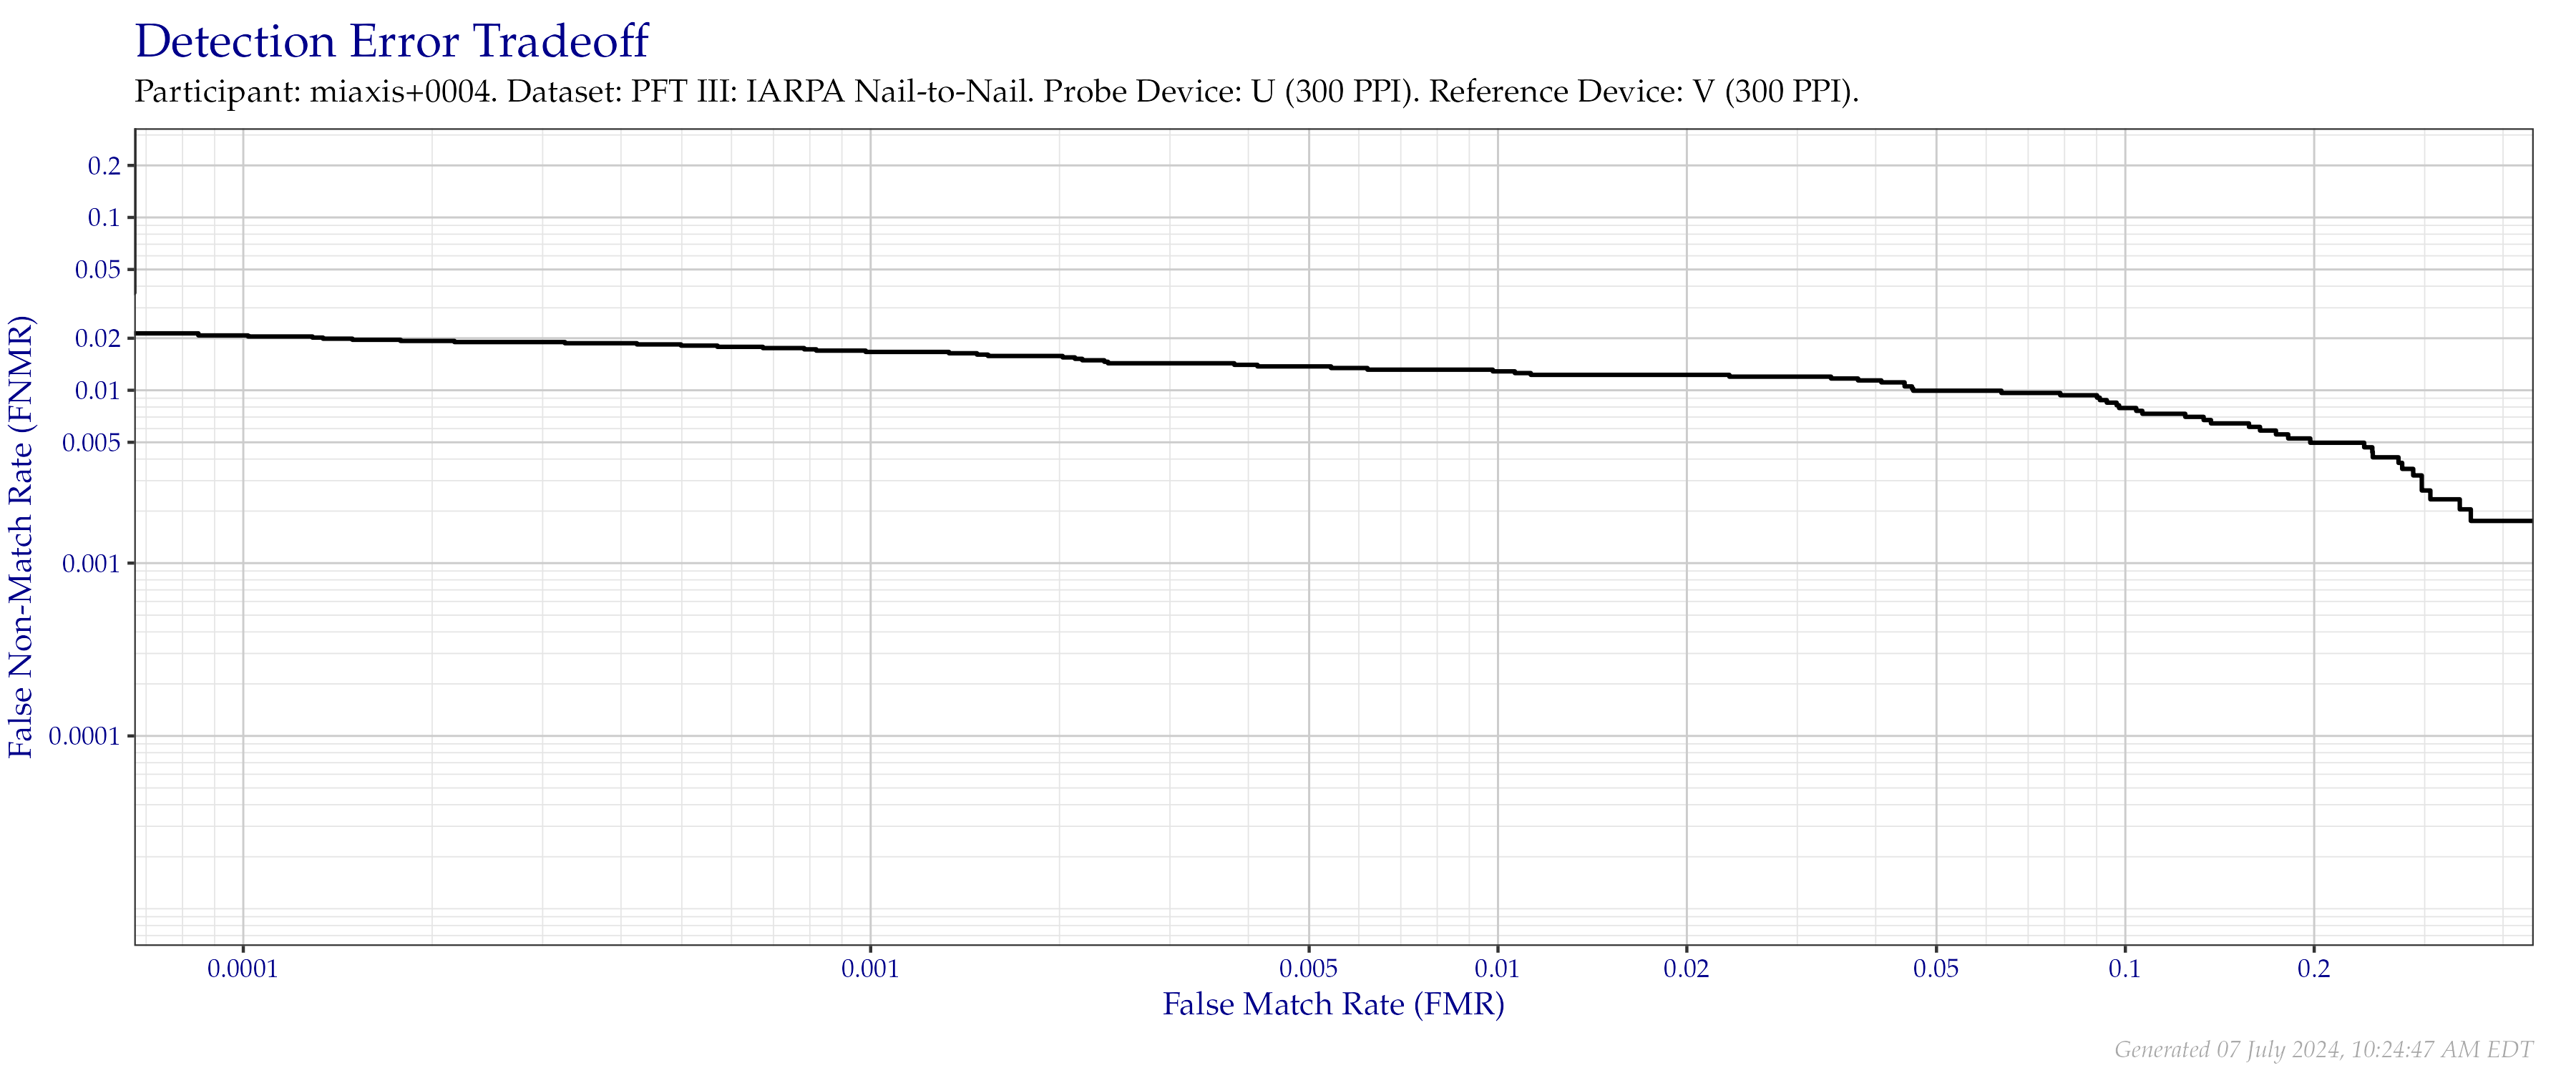 Detection Error Tradeoff
Participant: miaxis+0004. Dataset: PFT III: IARPA Nail-to-Nail. Probe Device: U (300 PPI). Reference Device: V (300 PPI).
False Non-Match Rate (FNMR)
0.2
0.1
0.05
0.02
0.01
0.005
0.001
0.0001
0.0001 0.001 0.005 0.01 0.02 0.05 0.1 0.2
False Match Rate (FMR)
Generated 07 July 2024, 10:24:47 AM EDT